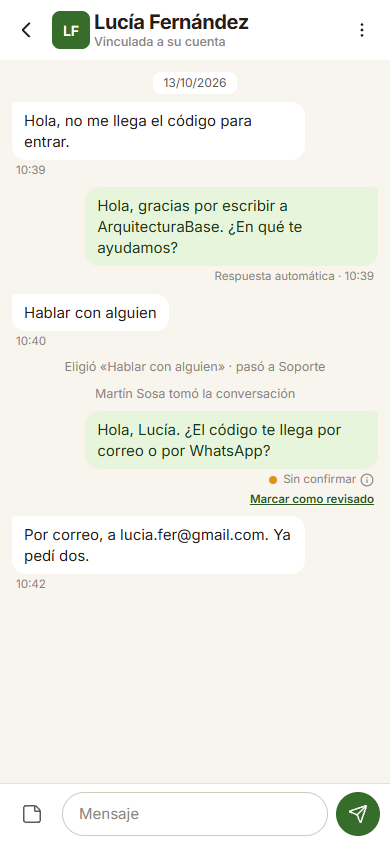 LF
Lucía Fernández
Vinculada a su cuenta
13/10/2026
Hola, no me llega el código para
entrar.
10:39
Hola, gracias por escribir a
ArquitecturaBase. ¿En qué te
ayudamos?
Respuesta automática · 10:39
Hablar con alguien
10:40
Eligió «Hablar con alguien» · pasó a Soporte
Martín Sosa tomó la conversación
Hola, Lucía. ¿El código te llega por
correo o por WhatsApp?
Sin confirmar
Marcar como revisado
Por correo, a lucia.fer@gmail.com. Ya
pedí dos.
10:42
Mensaje